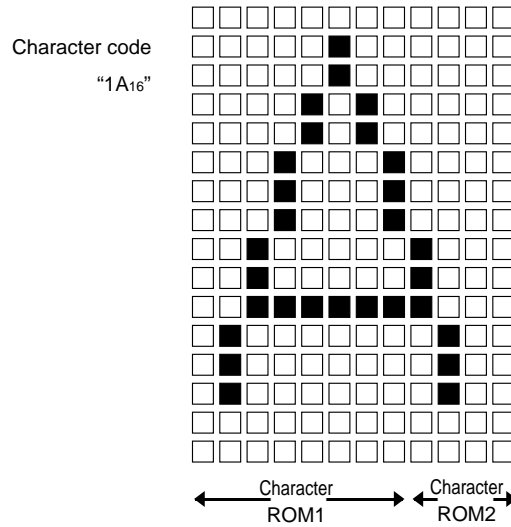 Character code
“1A16”
Character
ROM1
Character
ROM2